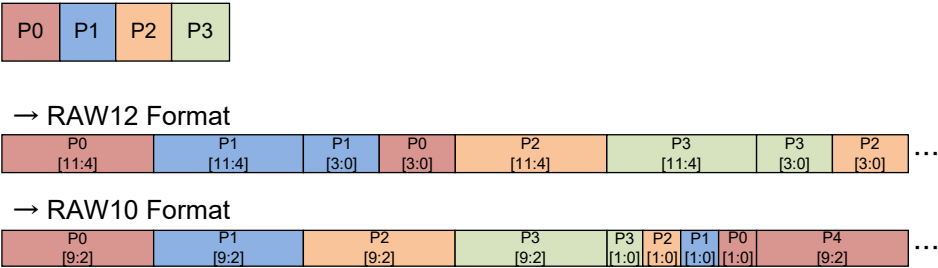 P0 P1 P2 P3
→ RAW12 Format
P0 P1 P1 P0 P2 P3 P3 P2
[11:4] [11:4] [3:0] [3:0] [11:4] [11:4] [3:0] [3:0] ...
→ RAW10 Format
P0 P1 P2 P3 P3 P2 P1 P0 P4
[9:2] [9:2] [9:2] [9:2] [1:0] [1:0] [1:0] [1:0] [9:2] ...